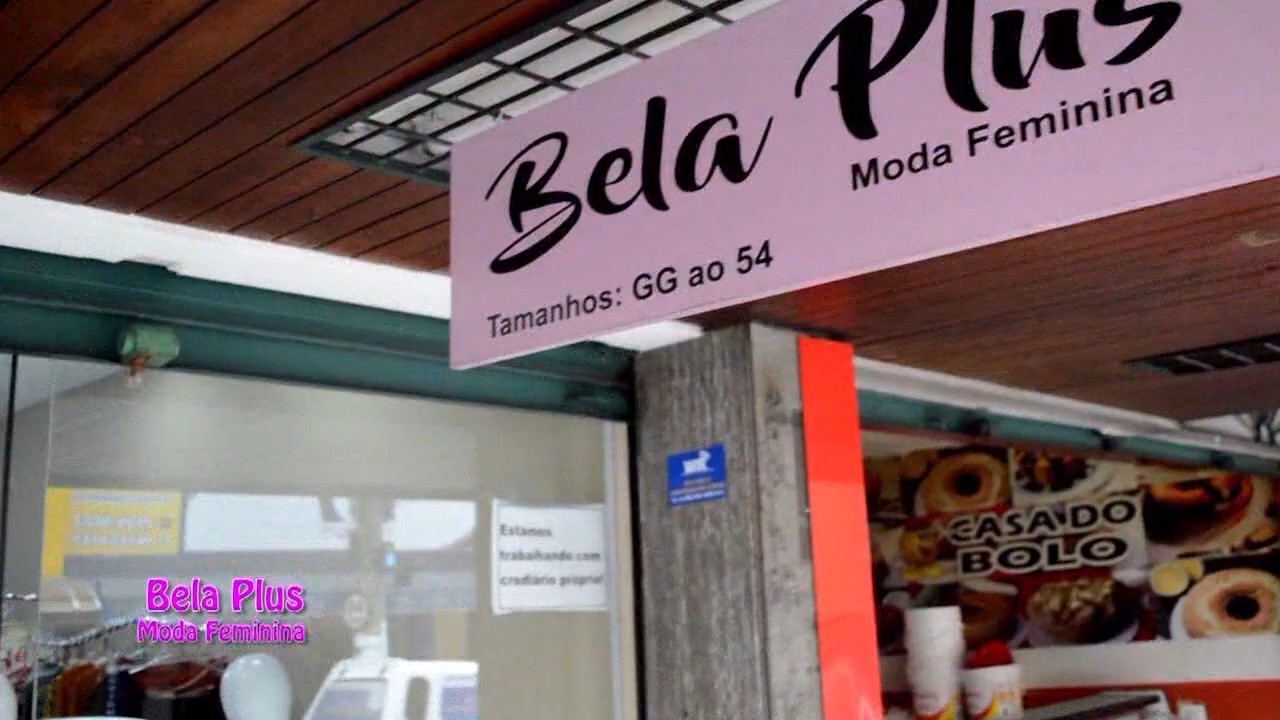 Bela Plus
Moda Feminina
Tamanhos: GG ao 54
Estamos
trabalhando com
crediário proprio!
CASA DO
BOLO
Bela Plus
Moda Feminina